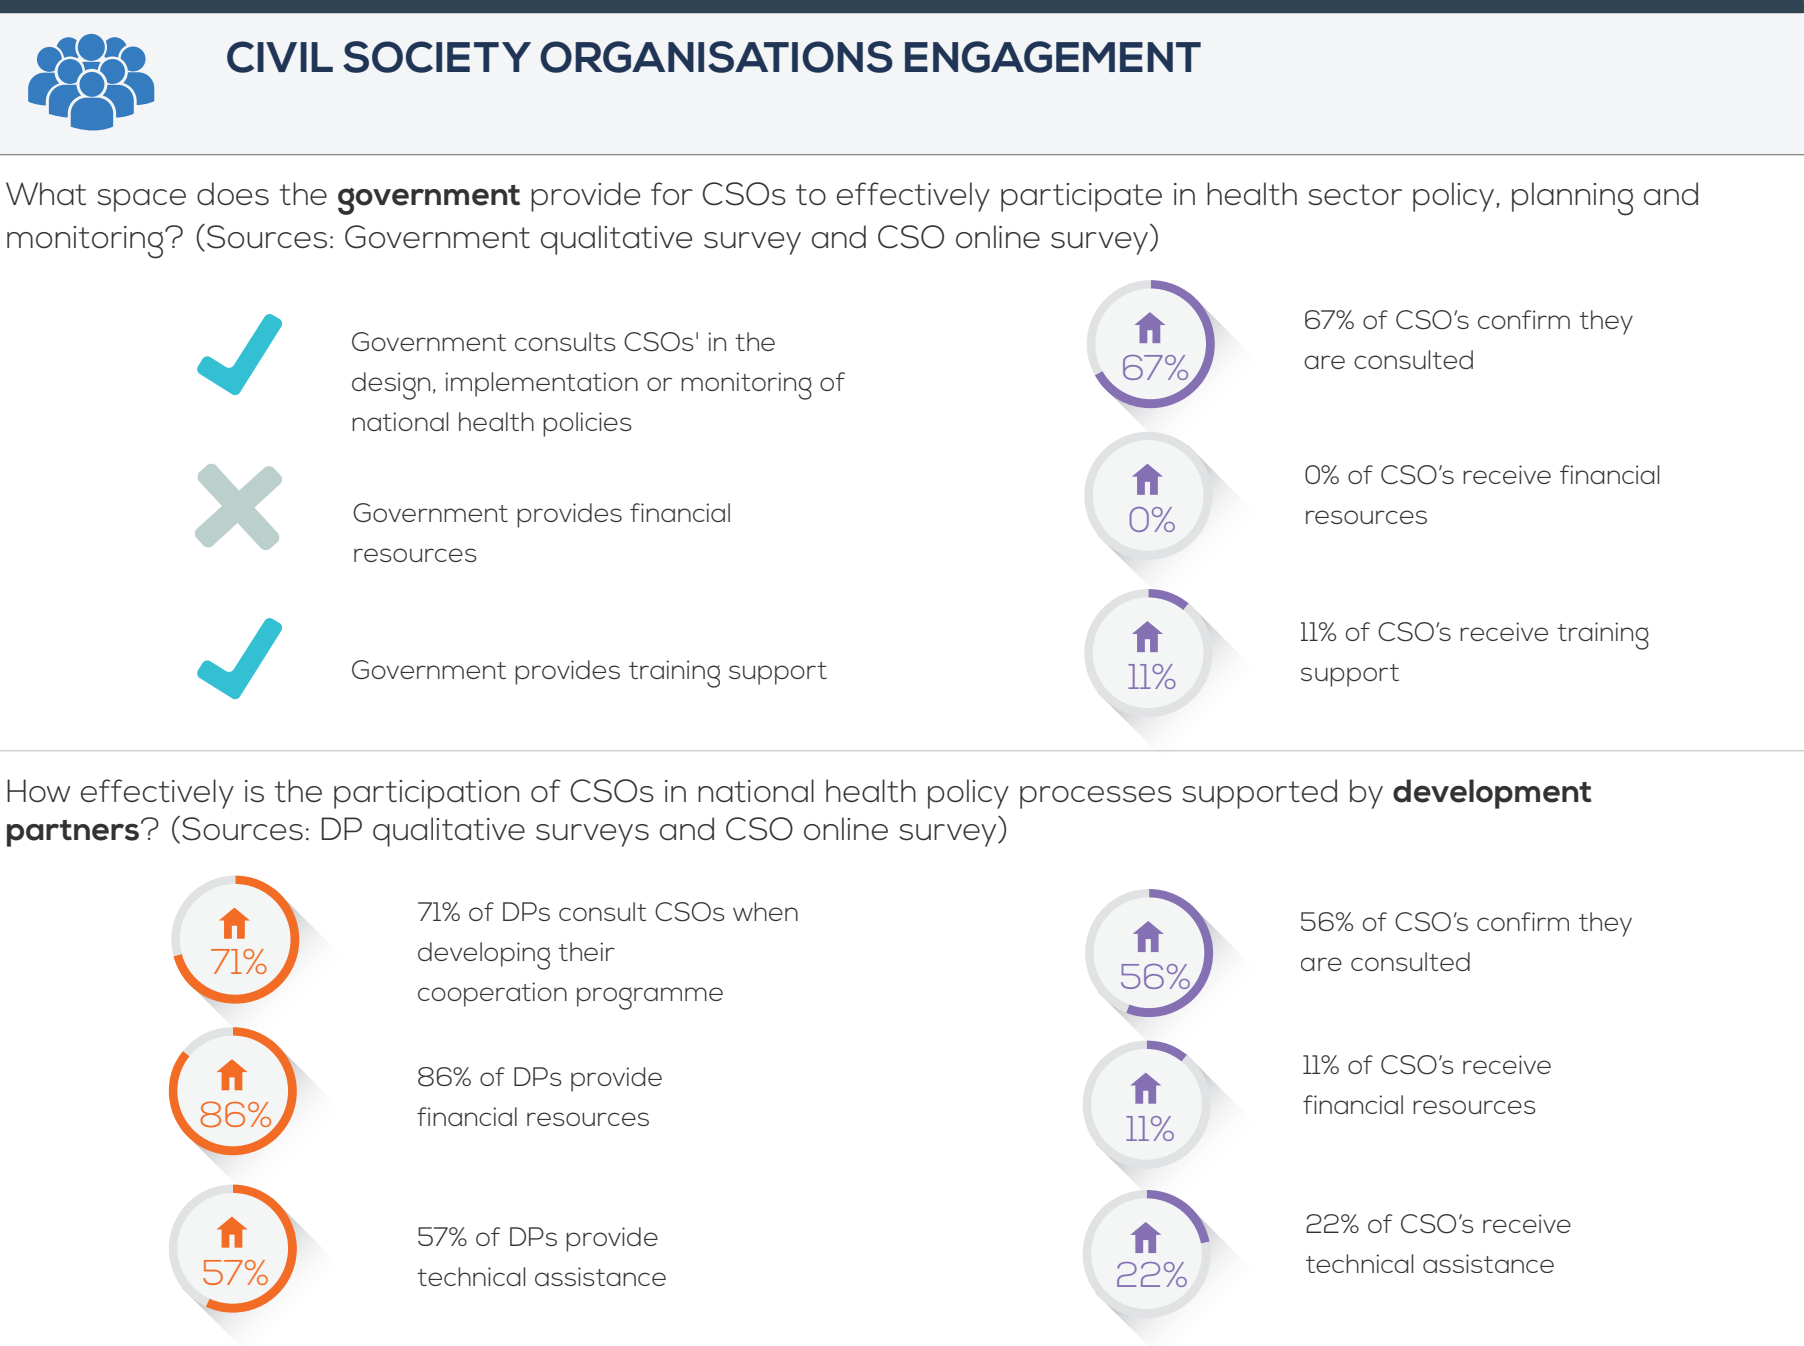 CIVIL SOCIETY ORGANISATIONS ENGAGEMENT
What space does the government provide for CSOs to effectively participate in health sector policy, planning and
monitoring? (Sources: Government qualitative survey and CSO online survey)
Government consults CSOs' in the
design, implementation or monitoring of
national health policies
67%
67% of CSO’s confirm they
are consulted
Government provides financial
resources
0%
0% of CSO’s receive financial
resources
Government provides training support
11%
11% of CSO’s receive training
support
How effectively is the participation of CSOs in national health policy processes supported by development
partners? (Sources: DP qualitative surveys and CSO online survey)
71%
71% of DPs consult CSOs when
developing their
cooperation programme
56%
56% of CSO’s confirm they
are consulted
86%
86% of DPs provide
financial resources
11%
11% of CSO’s receive
financial resources
57%
57% of DPs provide
technical assistance
22%
22% of CSO’s receive
technical assistance